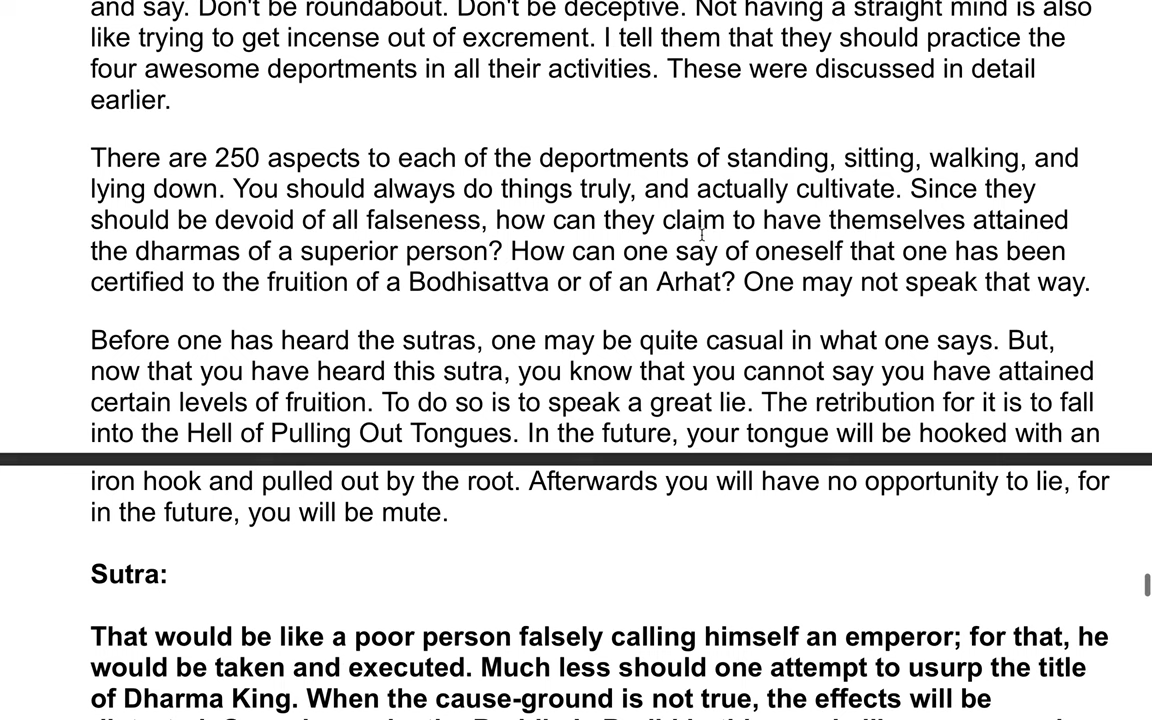 and say. Don't be roundabout. Don't be deceptive. Not having a straight mind is also
like trying to get incense out of excrement. I tell them that they should practice the
four awesome deportments in all their activities. These were discussed in detail
earlier.
There are 250 aspects to each of the deportments of standing, sitting, walking, and
lying down. You should always do things truly, and actually cultivate. Since they
should be devoid of all falseness, how can they claim to have themselves attained
the dharmas of a superior person? How can one say of oneself that one has been
certified to the fruition of a Bodhisattva or of an Arhat? One may not speak that way.
Before one has heard the sutras, one may be quite casual in what one says. But,
now that you have heard this sutra, you know that you cannot say you have attained
certain levels of fruition. To do so is to speak a great lie. The retribution for it is to fall
into the Hell of Pulling Out Tongues. In the future, your tongue will be hooked with an
iron hook and pulled out by the root. Afterwards you will have no opportunity to lie, for
in the future, you will be mute.
Sutra:
That would be like a poor person falsely calling himself an emperor; for that, he
would be taken and executed. Much less should one attempt to usurp the title
of Dharma King. When the cause-ground is not true, the effects will be